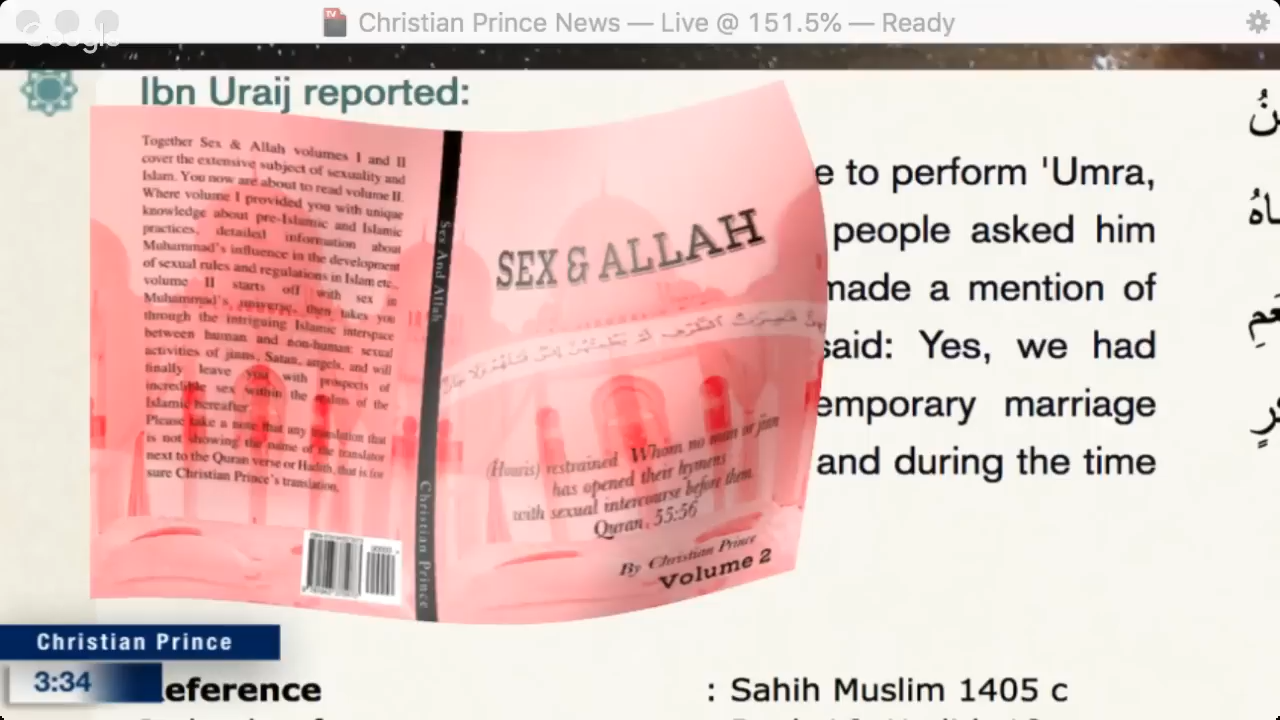 Christian Prince News — Live @ 151.5% — Ready
Google
Ibn Uraij reported:
e to perform 'Umra,
people asked him
made a mention of
said: Yes, we had
emporary marriage
and during the time
Together Sex & Allah volumes I and II
cover the extensive subject of sexuality and
Islam. You now are about to read volume II.
Where volume I provided you with unique
knowledge about pre-Islamic and Islamic
practices, detailed information about
Muhammad's influence in the development
of sexual rules and regulations in Islam etc.,
volume II starts off with sex in
Muhammad's universe, then takes you
through the intriguing Islamic interspace
between human and non-human: sexual
activities of jinns, Satan, angels, and will
finally leave you with prospects of
incredible sex within the realms of the
Islamic hereafter.
Please take a note that any translation that
is not showing the name of the translator
next to the Quran verse or Hadith, that is for
sure Christian Prince's translation.
Sex And Allah
Christian Prince
SEX & ALLAH
(Houris) restrained Whom no man or jinn
has opened their hymens
with sexual intercourse before them.
Quran, 55:56
By Christian Prince
Volume 2
Christian Prince
3:34
eference : Sahih Muslim 1405 c